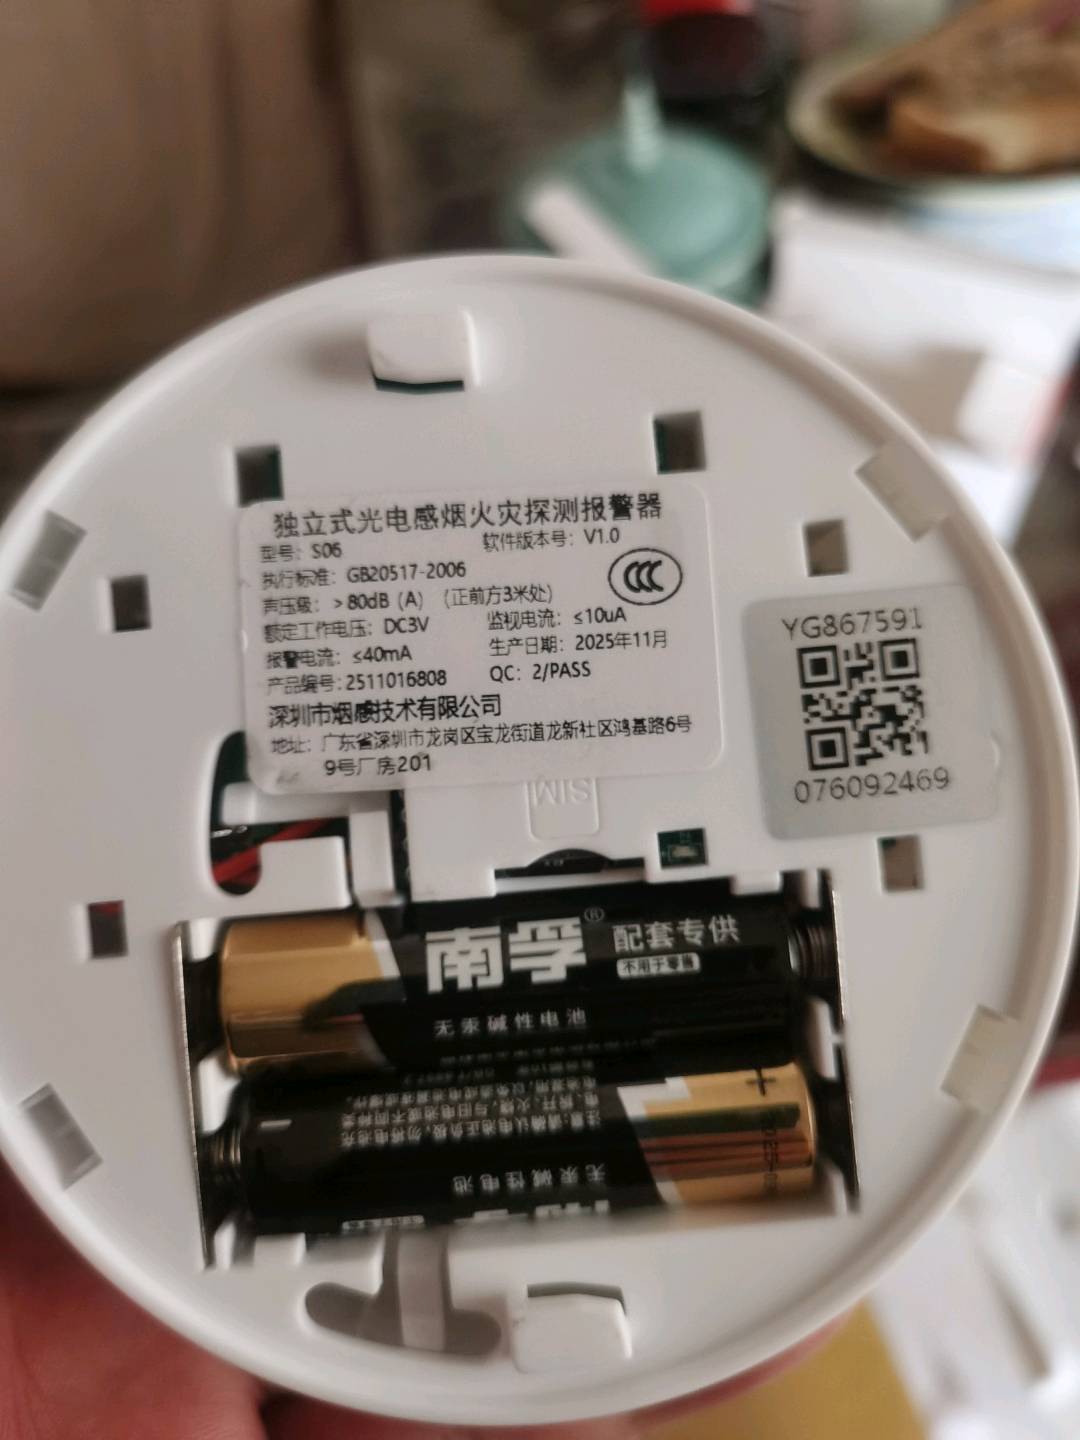 独立式光电感烟火灾探测报警器
型号：S06 软件版本号：V1.0
执行标准：GB20517-2006
CCC
声压级：＞80dB（A）（正前方3米处）
额定工作电压：DC3V 监视电流：≤10uA
报警电流：≤40mA 生产日期：2025年11月
产品编号：2511016808 QC：2/PASS
深圳市烟感技术有限公司
地址：广东省深圳市龙岗区宝龙街道龙新社区鸿基路6号
9号厂房201
YG867591
076092469
SIM
南孚® 配套专供
不用于零售
无汞碱性电池
+
-
无汞碱性电池